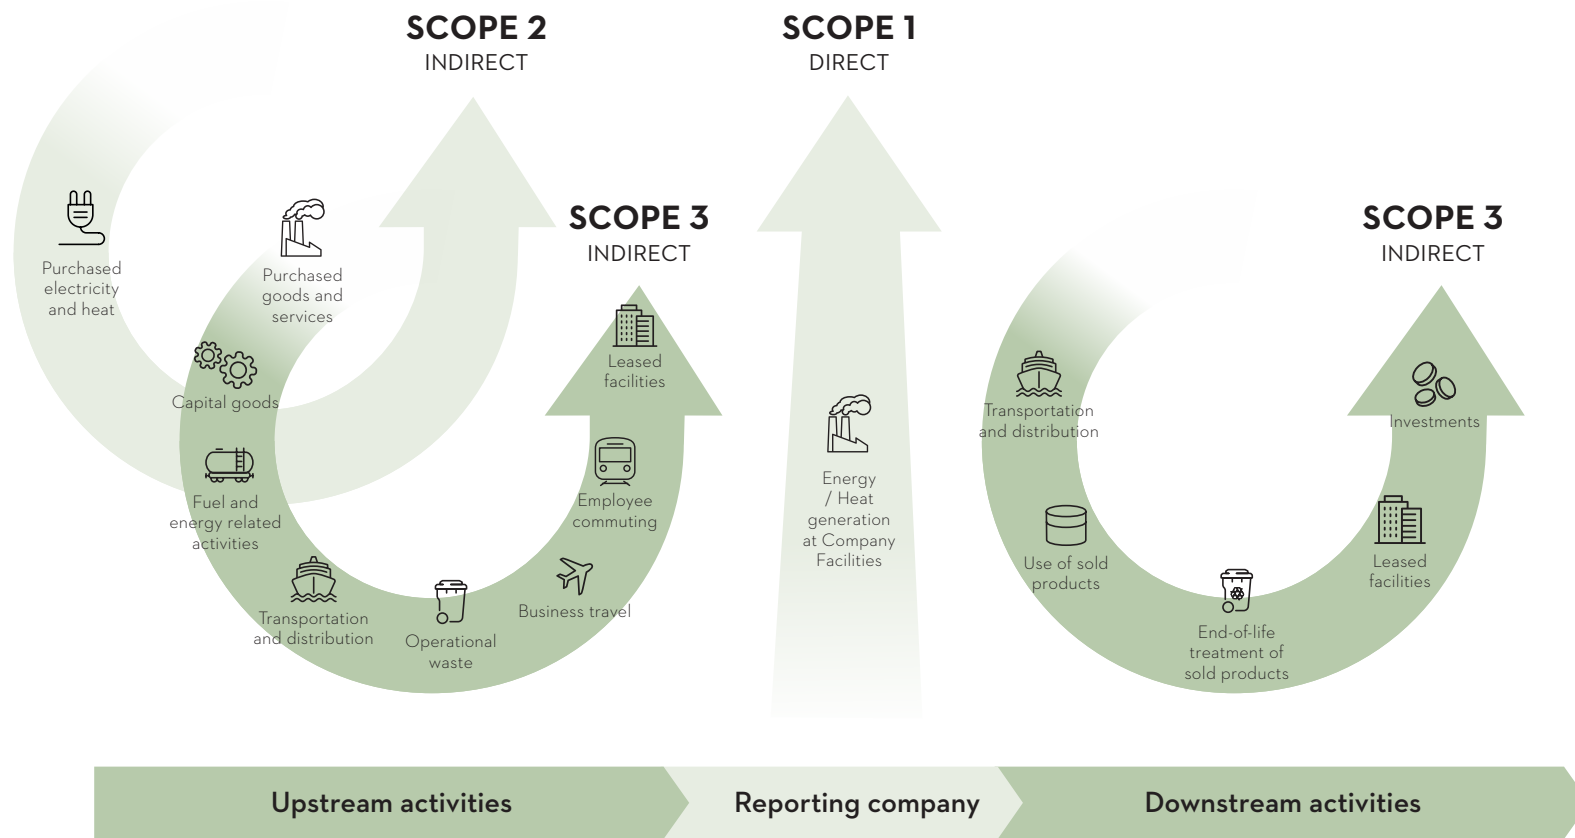 SCOPE 2
INDIRECT
SCOPE 1
DIRECT
Purchased
electricity
and heat
Purchased
goods and
services
SCOPE 3
INDIRECT
Leased
facilities
Capital goods
Employee
commuting
Fuel and
energy related
activities
Business travel
Transportation
and distribution
Operational
waste
Energy
/ Heat
generation
at Company
Facilities
SCOPE 3
INDIRECT
Transportation
and distribution
Investments
Use of sold
products
Leased
facilities
End-of-life
treatment of
sold products
Upstream activities
Reporting company
Downstream activities